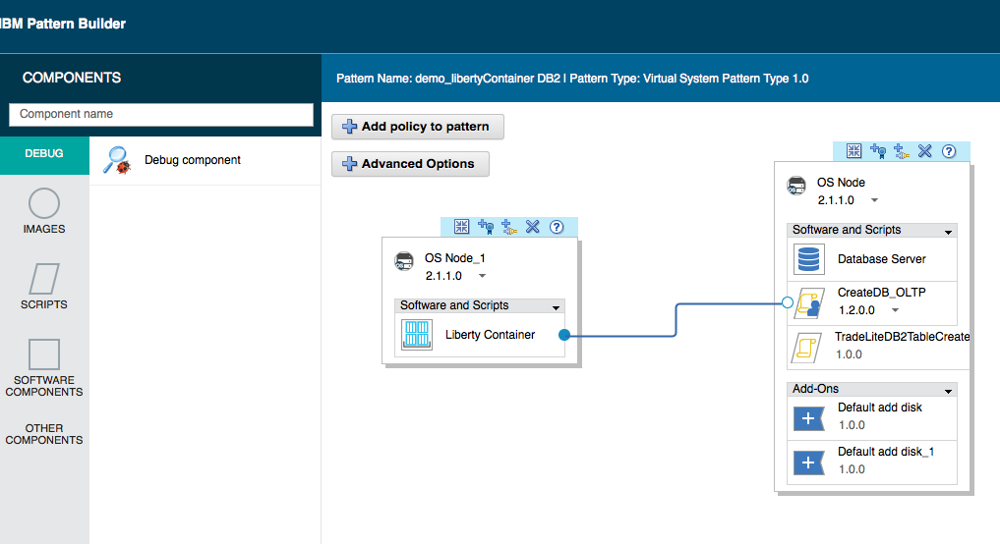 IBM Pattern Builder
COMPONENTS
Component name
DEBUG
IMAGES
SCRIPTS
SOFTWARE
COMPONENTS
OTHER
COMPONENTS
Debug component
Pattern Name: demo_libertyContainer DB2 | Pattern Type: Virtual System Pattern Type 1.0
Add policy to pattern
Advanced Options
OS Node_1
2.1.1.0
Software and Scripts
Liberty Container
OS Node
2.1.1.0
Software and Scripts
Database Server
CreateDB_OLTP
1.2.0.0
TradeLiteDB2TableCreate
1.0.0
Add-Ons
Default add disk
1.0.0
Default add disk_1
1.0.0